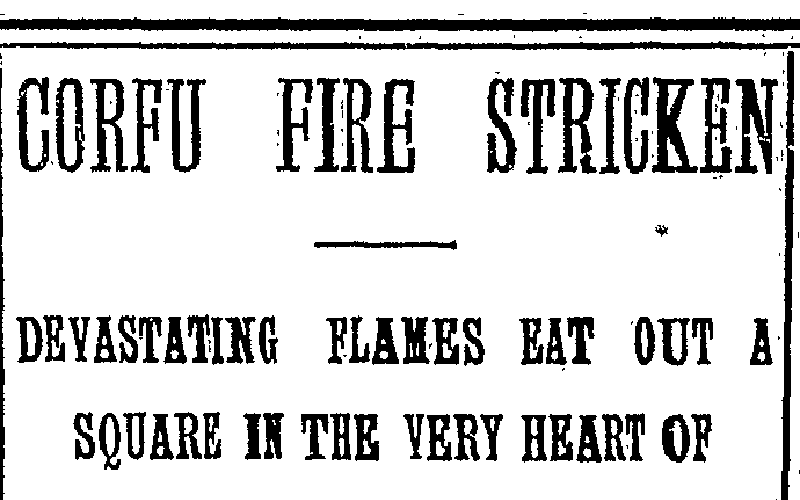 CORFU FIRE STRICKEN
DEVASTATING FLAMES EAT OUT A
SQUARE IN THE VERY HEART OF